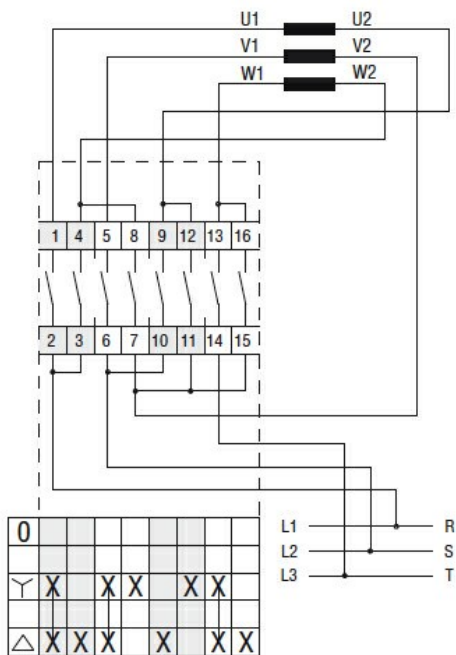 U1 U2
V1 V2
W1 W2
1 4 5 8 9 12 13 16
2 3 6 7 10 11 14 15
L1 R
L2 S
L3 T
0
Y X X X X X
△ X X X X X X